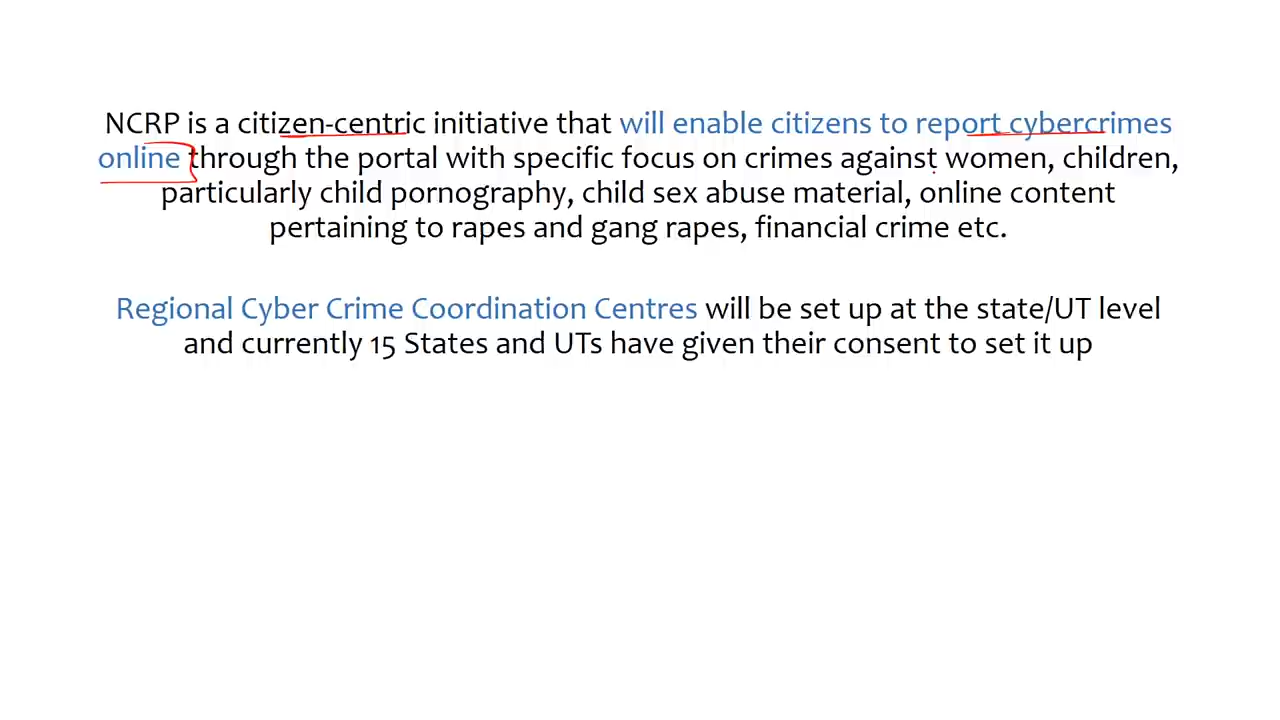 NCRP is a citizen-centric initiative that will enable citizens to report cybercrimes
online through the portal with specific focus on crimes against women, children,
particularly child pornography, child sex abuse material, online content
pertaining to rapes and gang rapes, financial crime etc.
Regional Cyber Crime Coordination Centres will be set up at the state/UT level
and currently 15 States and UTs have given their consent to set it up